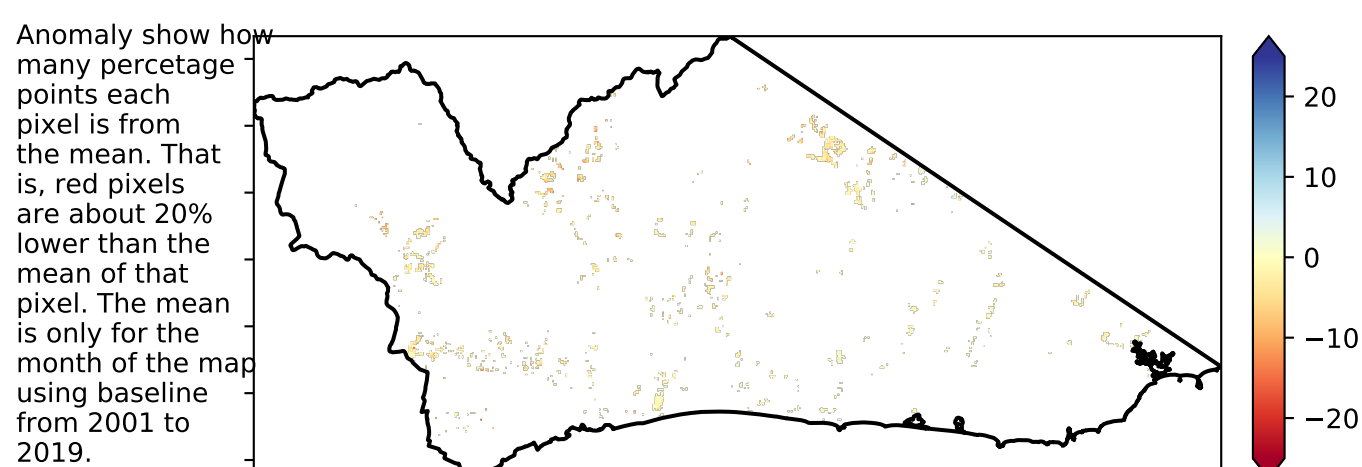 Anomaly show how
many percetage
points each
pixel is from
the mean. That
is, red pixels
are about 20%
lower than the
mean of that
pixel. The mean
is only for the
month of the map
using baseline
from 2001 to
2019.
20
10
0
−10
−20